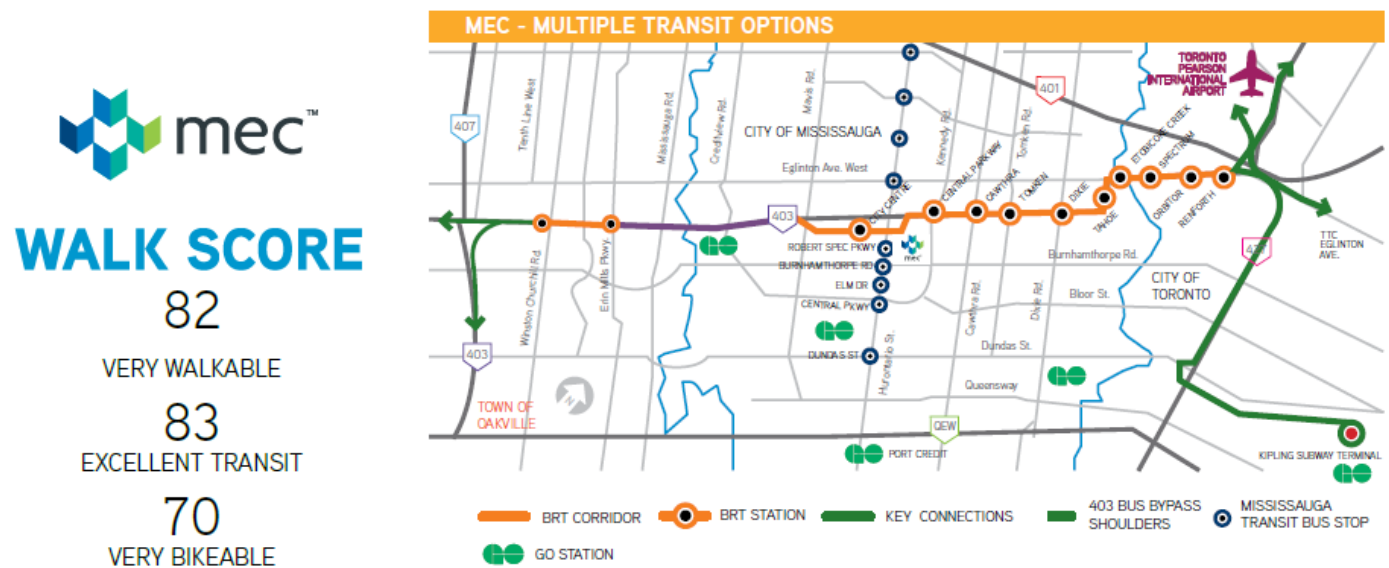 mec™
WALK SCORE
82
VERY WALKABLE
83
EXCELLENT TRANSIT
70
VERY BIKEABLE
MEC - MULTIPLE TRANSIT OPTIONS
TORONTO
PEARSON
INTERNATIONAL
AIRPORT
407
Tenth Line West
Mississauga Rd.
Creditview Rd.
Mavis Rd.
CITY OF MISSISSAUGA
Kennedy Rd.
401
Tomken Rd.
Eglinton Ave. West
ETOBICOKE CREEK
SPECTRUM
ORBITOR
RENFORTH
CITY CENTRE
CENTRAL PARKWAY
CAWTHRA
TOMKEN
DIXIE
TAHOE
403
ROBERT SPEC PKWY
mec
BURNHAMTHORPE RD
ELM DR
CENTRAL PKWY
DUNDAS ST
Hurontario St.
Winston Churchill Rd.
Erin Mills Pkwy.
Burnhamthorpe Rd.
Cawthra Rd.
Dixie Rd.
Bloor St.
Dundas St.
Queensway
CITY OF
TORONTO
TTC
EGLINTON
AVE.
403
N
TOWN OF
OAKVILLE
QEW
PORT CREDIT
KIPLING SUBWAY TERMINAL
BRT CORRIDOR
BRT STATION
KEY CONNECTIONS
403 BUS BYPASS
SHOULDERS
MISSISSAUGA
TRANSIT BUS STOP
GO STATION